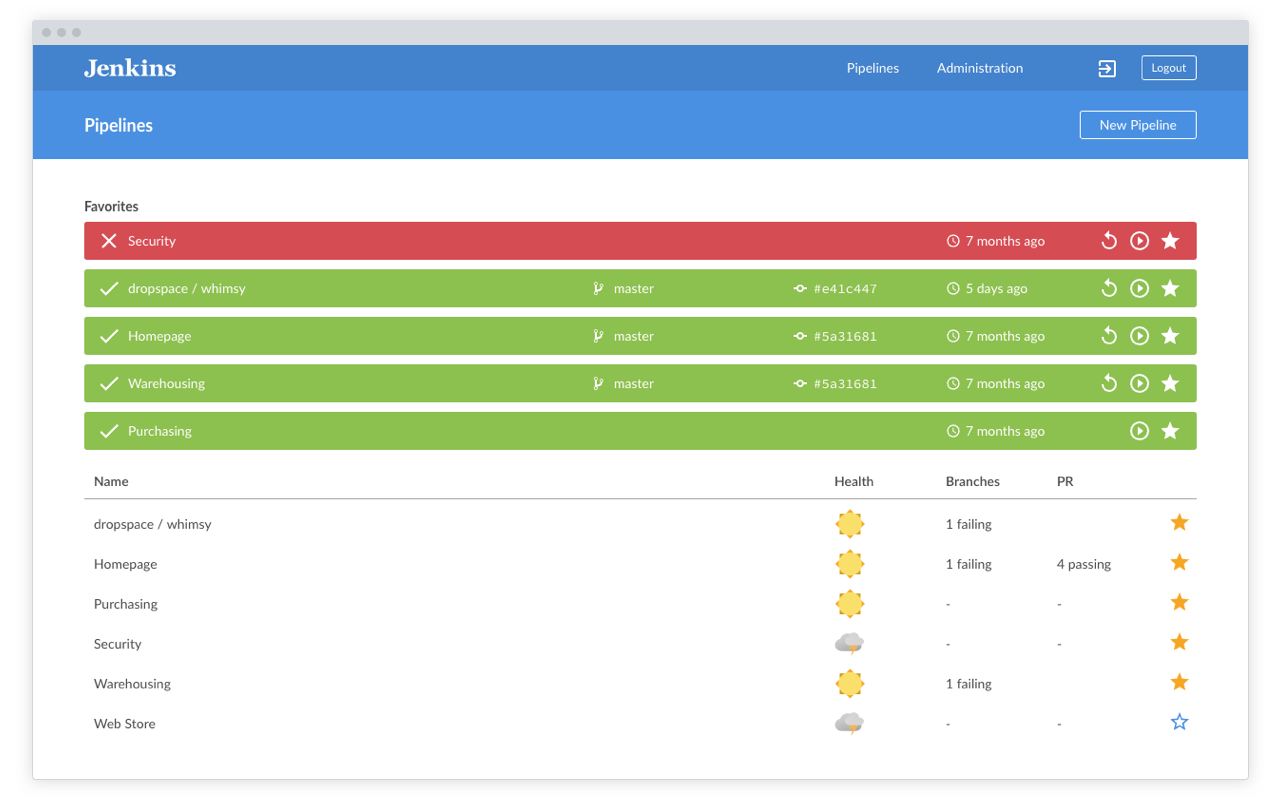 Jenkins Pipelines Administration Logout
Pipelines New Pipeline
Favorites
Security 7 months ago
dropspace / whimsy master #e41c447 5 days ago
Homepage master #5a31681 7 months ago
Warehousing master #5a31681 7 months ago
Purchasing 7 months ago
Name Health Branches PR
dropspace / whimsy 1 failing
Homepage 1 failing 4 passing
Purchasing - -
Security - -
Warehousing 1 failing
Web Store - -